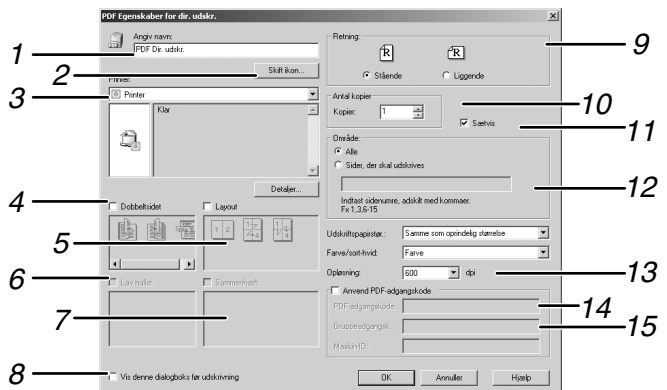 PDF Egenskaber for dir. udskr.
Angiv navn:
PDF Dir. udskr.
Skift ikon...
Printer:
Printer
Klar
Detaljer...
Dobbeltsidet
Layout
1 2
Lav huller
Sammenhæft
Vis denne dialogboks før udskrivning
Retning:
R
R
Stående
Liggende
Antal kopier
Kopier:
1
Sætvis
Område:
Alle
Sider, der skal udskrives
Indtast sidenumre, adskilt med kommaer.
Fx 1,3,6-15
Udskriftspapirstør.:
Samme som oprindelig størrelse
Farve/sort-hvid:
Farve
Opløsning:
600
dpi
Anvend PDF-adgangskode
PDF-adgangskode:
Gruppeadgangsk.:
Maskin-ID:
OK
Annuller
Hjælp
1
2
3
4
5
6
7
8
9
10
11
12
13
14
15